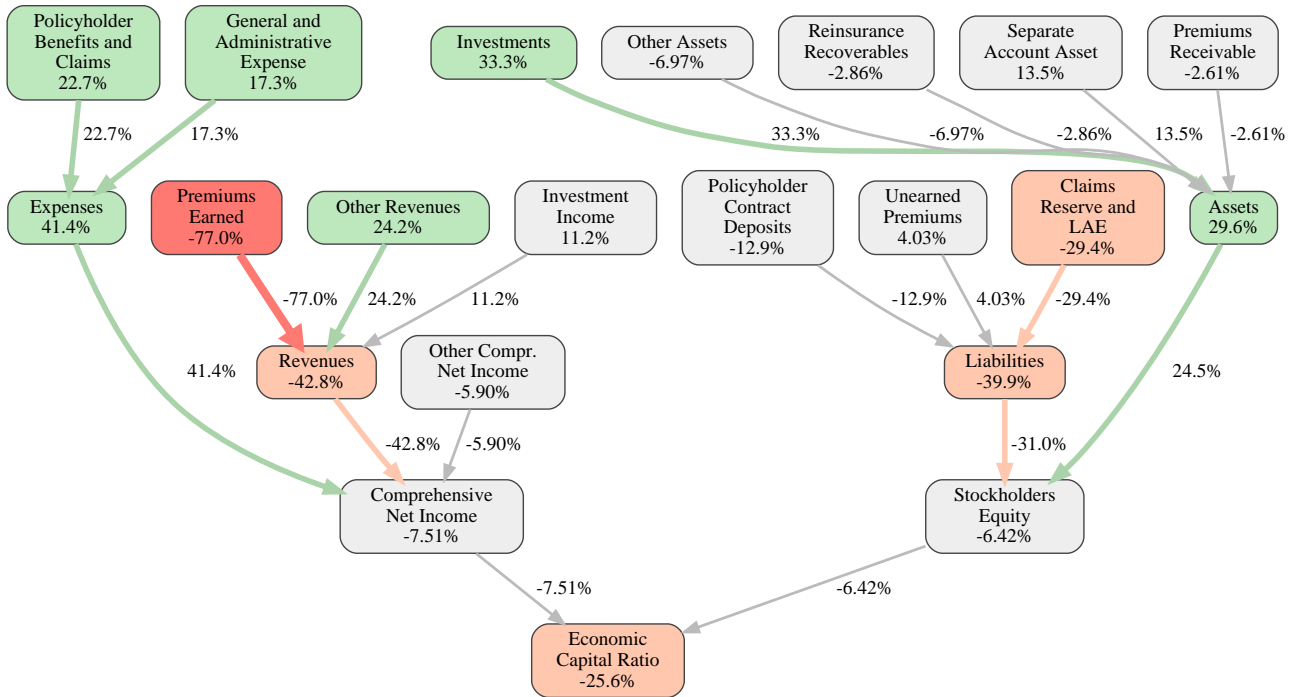 Policyholder
Benefits and
Claims
22.7%
General and
Administrative
Expense
17.3%
Investments
33.3%
Other Assets
-6.97%
Reinsurance
Recoverables
-2.86%
Separate
Account Asset
13.5%
Premiums
Receivable
-2.61%
22.7%
17.3%
33.3%
-6.97%
-2.86%
13.5%
-2.61%
Expenses
41.4%
Premiums
Earned
-77.0%
Other Revenues
24.2%
Investment
Income
11.2%
Policyholder
Contract
Deposits
-12.9%
Unearned
Premiums
4.03%
Claims
Reserve and
LAE
-29.4%
Assets
29.6%
-77.0%
24.2%
11.2%
-12.9%
4.03%
-29.4%
41.4%
Revenues
-42.8%
Other Compr.
Net Income
-5.90%
Liabilities
-39.9%
24.5%
-42.8%
-5.90%
-31.0%
Comprehensive
Net Income
-7.51%
Stockholders
Equity
-6.42%
-7.51%
-6.42%
Economic
Capital Ratio
-25.6%